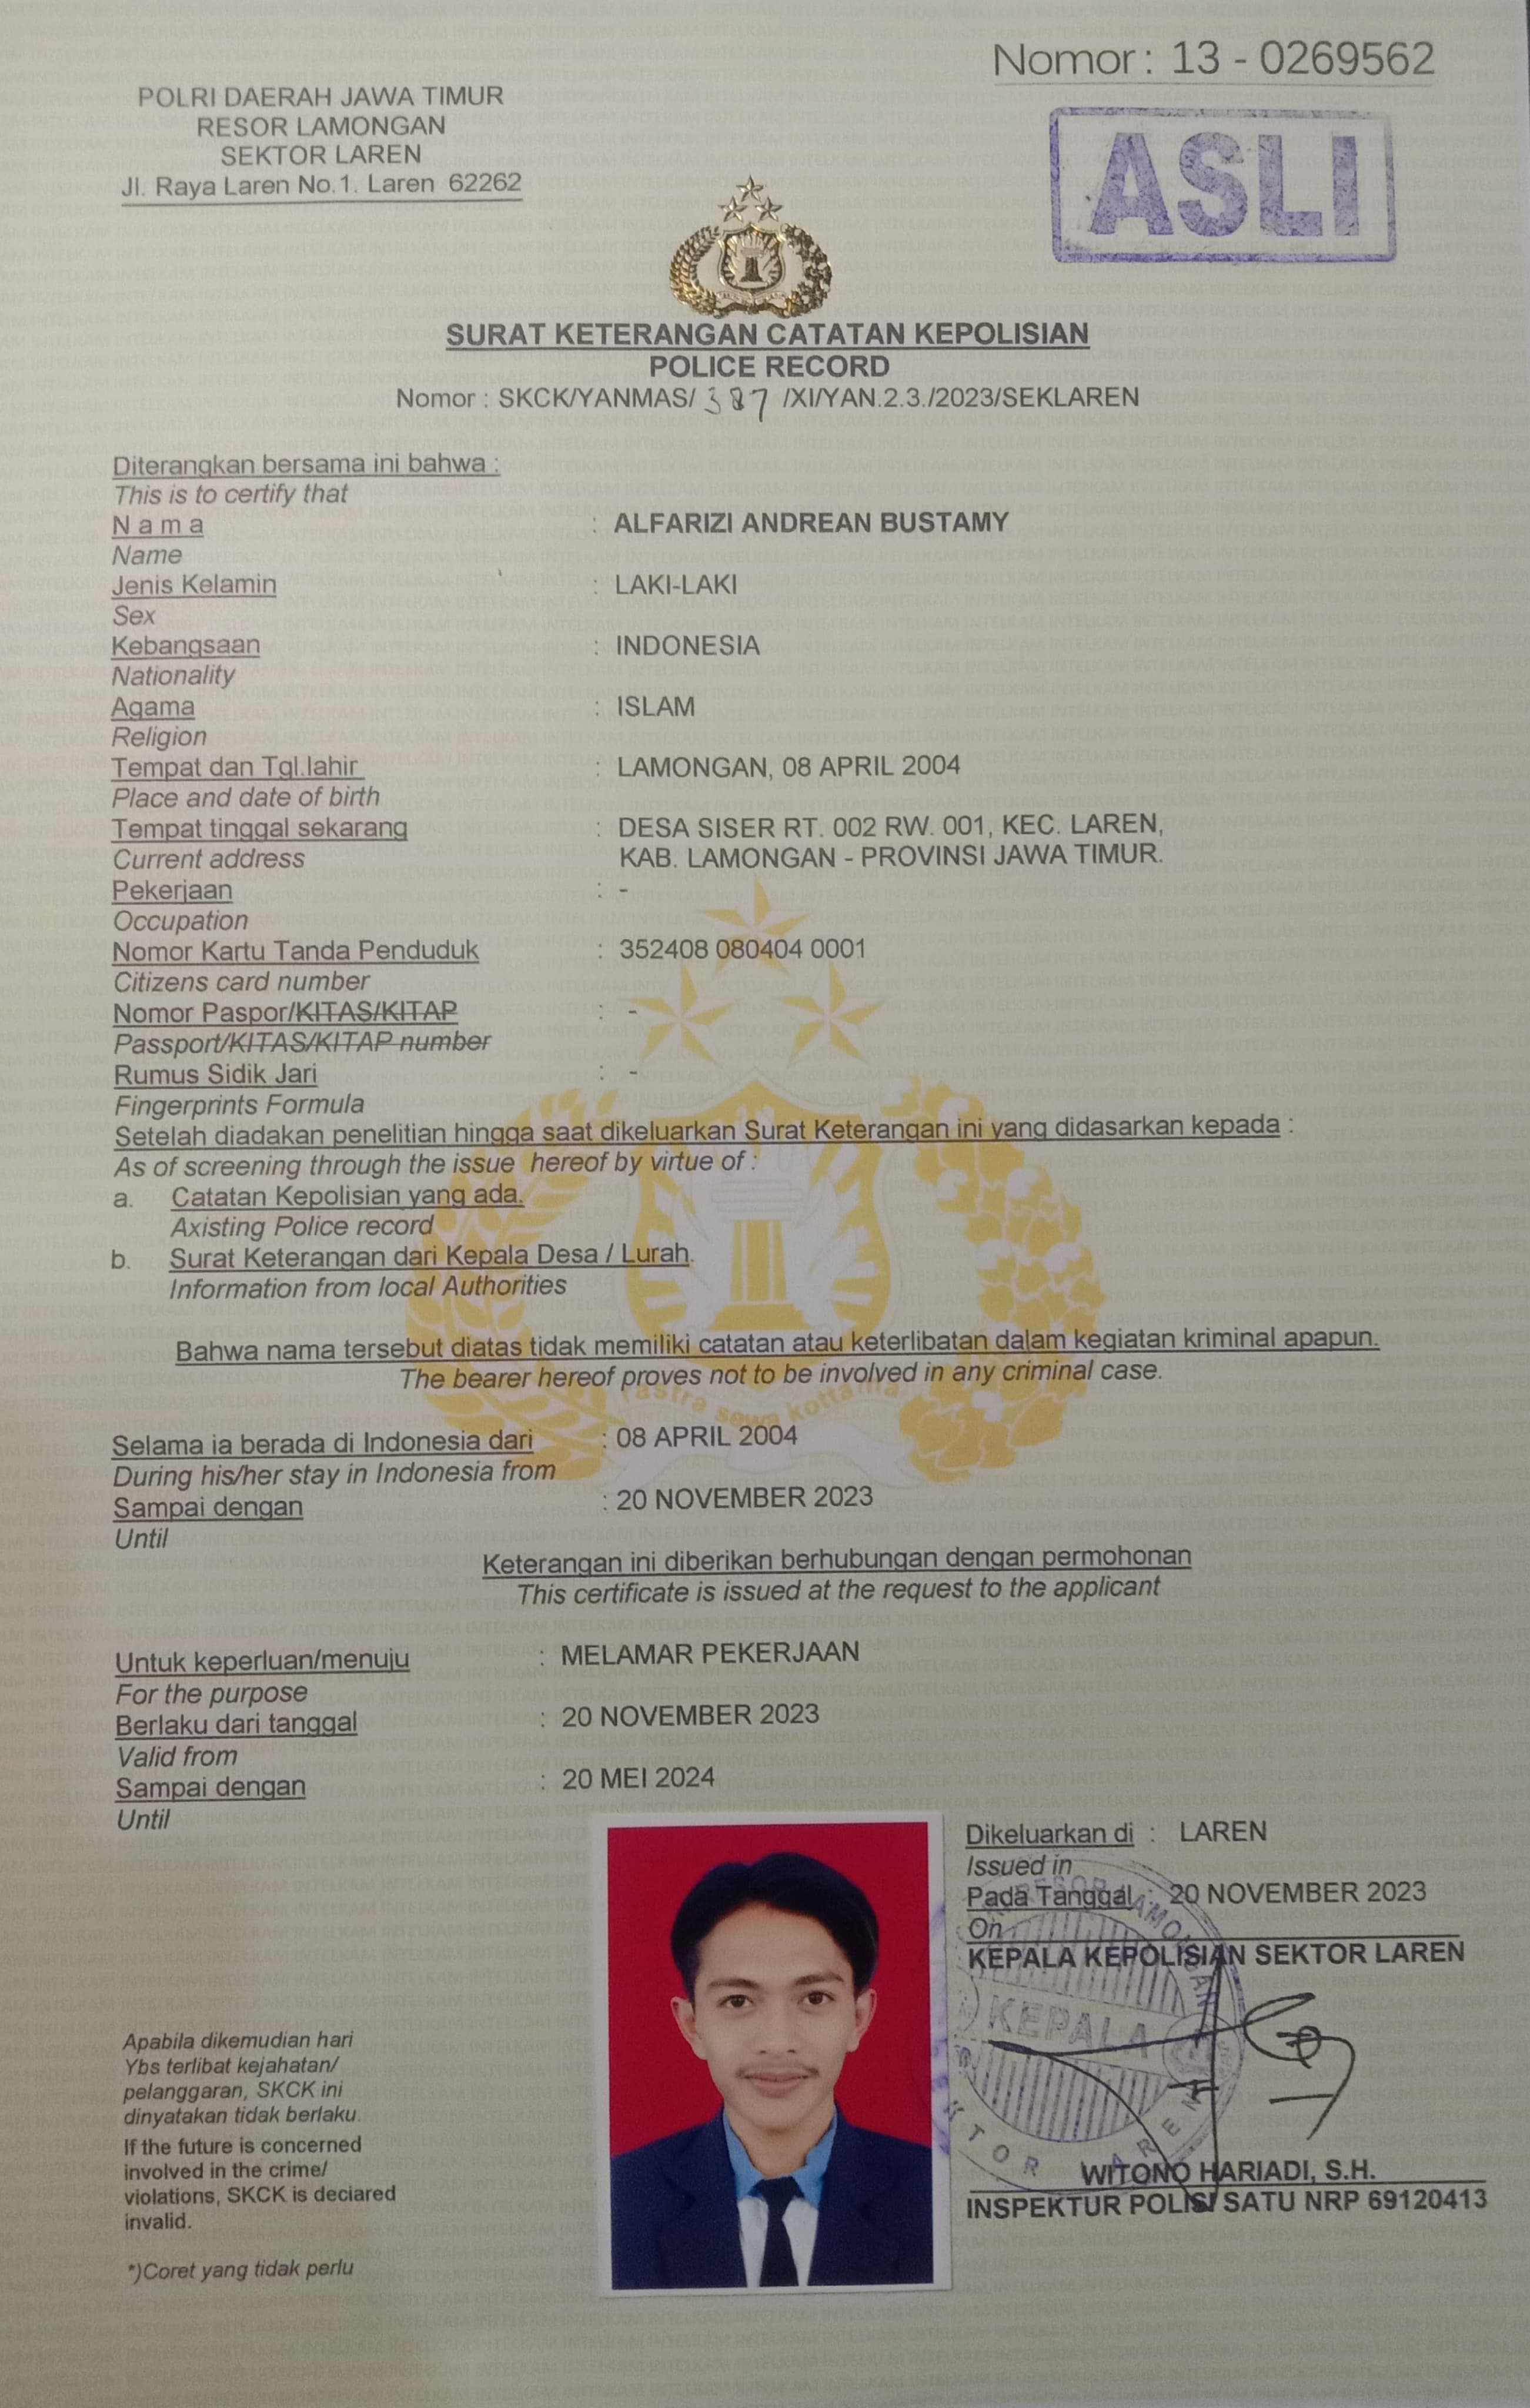 Nomor : 13 - 0269562
POLRI DAERAH JAWA TIMUR
RESOR LAMONGAN
SEKTOR LAREN
Jl. Raya Laren No.1. Laren 62262
ASLI
SURAT KETERANGAN CATATAN KEPOLISIAN
POLICE RECORD
Nomor : SKCK/YANMAS/ 387 /XI/YAN.2.3./2023/SEKLAREN
Diterangkan bersama ini bahwa :
This is to certify that
N a m a : ALFARIZI ANDREAN BUSTAMY
Name
Jenis Kelamin : LAKI-LAKI
Sex
Kebangsaan : INDONESIA
Nationality
Agama : ISLAM
Religion
Tempat dan Tgl.lahir : LAMONGAN, 08 APRIL 2004
Place and date of birth
Tempat tinggal sekarang : DESA SISER RT. 002 RW. 001, KEC. LAREN,
Current address KAB. LAMONGAN - PROVINSI JAWA TIMUR.
Pekerjaan : -
Occupation
Nomor Kartu Tanda Penduduk : 352408 080404 0001
Citizens card number
Nomor Paspor/KITAS/KITAP : -
Passport/KITAS/KITAP number
Rumus Sidik Jari : -
Fingerprints Formula
Setelah diadakan penelitian hingga saat dikeluarkan Surat Keterangan ini yang didasarkan kepada :
As of screening through the issue hereof by virtue of :
a. Catatan Kepolisian yang ada.
Axisting Police record
b. Surat Keterangan dari Kepala Desa / Lurah.
Information from local Authorities
Bahwa nama tersebut diatas tidak memiliki catatan atau keterlibatan dalam kegiatan kriminal apapun.
The bearer hereof proves not to be involved in any criminal case.
rastra sewa kottama
Selama ia berada di Indonesia dari : 08 APRIL 2004
During his/her stay in Indonesia from
Sampai dengan : 20 NOVEMBER 2023
Until
Keterangan ini diberikan berhubungan dengan permohonan
This certificate is issued at the request to the applicant
Untuk keperluan/menuju : MELAMAR PEKERJAAN
For the purpose
Berlaku dari tanggal : 20 NOVEMBER 2023
Valid from
Sampai dengan : 20 MEI 2024
Until
Dikeluarkan di : LAREN
Issued in
Pada Tanggal : 20 NOVEMBER 2023
On
KEPALA KEPOLISIAN SEKTOR LAREN
RESOR LAMONGAN
KEPALA
SEKTOR LAREN
WITONO HARIADI, S.H.
INSPEKTUR POLISI SATU NRP 69120413
Apabila dikemudian hari
Ybs terlibat kejahatan/
pelanggaran, SKCK ini
dinyatakan tidak berlaku.
If the future is concerned
involved in the crime/
violations, SKCK is declared
invalid.
*)Coret yang tidak perlu